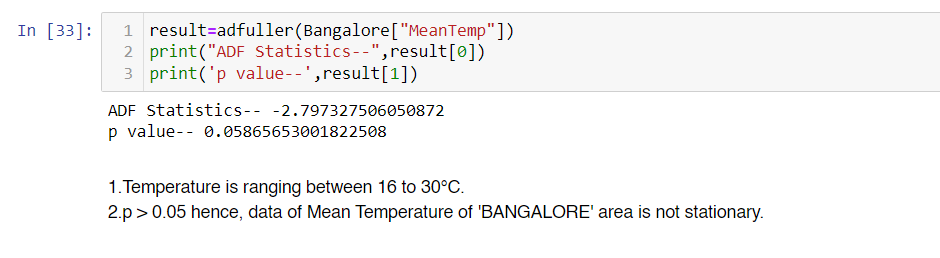 In [33]:
1 result=adfuller(Bangalore["MeanTemp"])
2 print("ADF Statistics--",result[0])
3 print('p value--',result[1])
ADF Statistics-- -2.797327506050872
p value-- 0.05865653001822508
1.Temperature is ranging between 16 to 30°C.
2.p > 0.05 hence, data of Mean Temperature of 'BANGALORE' area is not stationary.